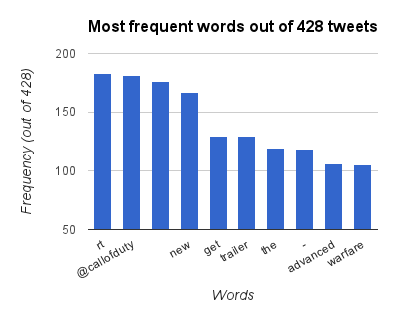 Most frequent words out of 428 tweets
Frequency (out of 428)
200
150
100
50
rt
@callofduty
new
get
trailer
the
-
advanced
warfare
Words